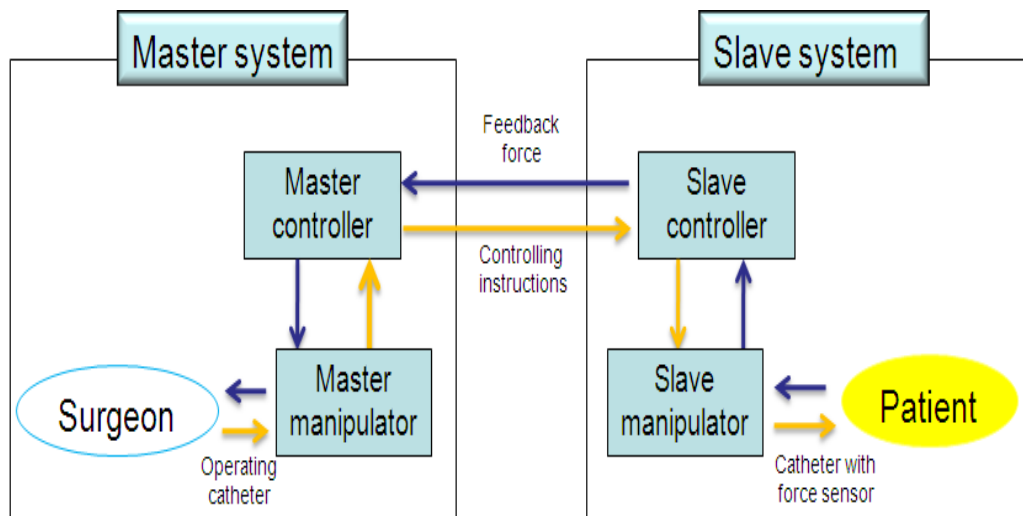 Master system
Slave system
Feedback
force
Master
controller
Slave
controller
Controlling
instructions
Master
manipulator
Slave
manipulator
Surgeon
Patient
Operating
catheter
Catheter with
force sensor